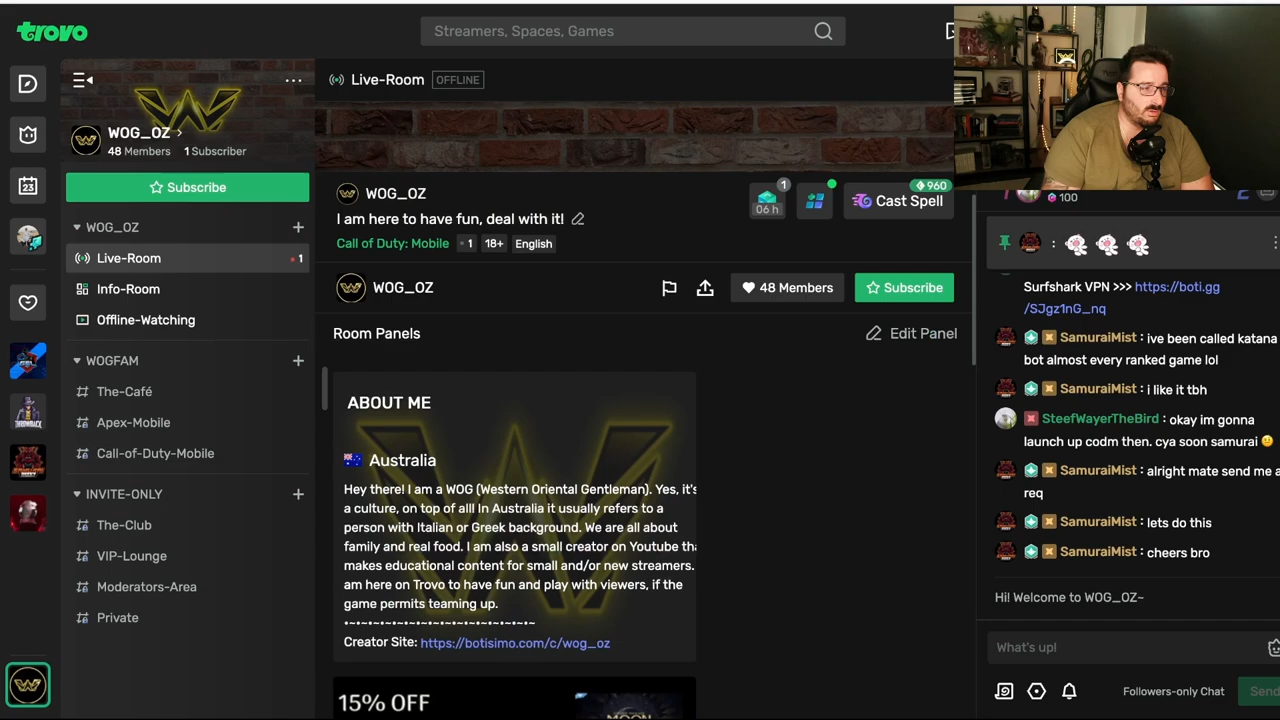 trovo
Streamers, Spaces, Games
WOG_OZ
48 Members 1 Subscriber
Subscribe
WOG_OZ
Live-Room 1
Info-Room
Offline-Watching
WOGFAM
The-Café
Apex-Mobile
Call-of-Duty-Mobile
INVITE-ONLY
The-Club
VIP-Lounge
Moderators-Area
Private
23
THROWBACK
Live-Room OFFLINE
WOG_OZ
I am here to have fun, deal with it!
Call of Duty: Mobile 1 18+ English
1
06 h
960
Cast Spell
WOG_OZ
48 Members
Subscribe
Room Panels
Edit Panel
ABOUT ME
Australia
Hey there! I am a WOG (Western Oriental Gentleman). Yes, it's
a culture, on top of all! In Australia it usually refers to a
person with Italian or Greek background. We are all about
family and real food. I am also a small creator on Youtube
makes educational content for small and/or new streamers.
am here on Trovo to have fun and play with viewers, if the
game permits teaming up.
•~•~•~•~•~•~•~•~•~•~•~•~•~•~
Creator Site: https://botisimo.com/c/wog_oz
15% OFF
MOON
100
:
Surfshark VPN >>> https://boti.gg
/SJgz1nG_nq
SamuraiMist : ive been called katana
bot almost every ranked game lol
SamuraiMist : i like it tbh
SteefWayerTheBird : okay im gonna
launch up codm then. cya soon samurai
SamuraiMist : alright mate send me a
req
SamuraiMist : lets do this
SamuraiMist : cheers bro
Hi! Welcome to WOG_OZ~
What's up!
Followers-only Chat
Send